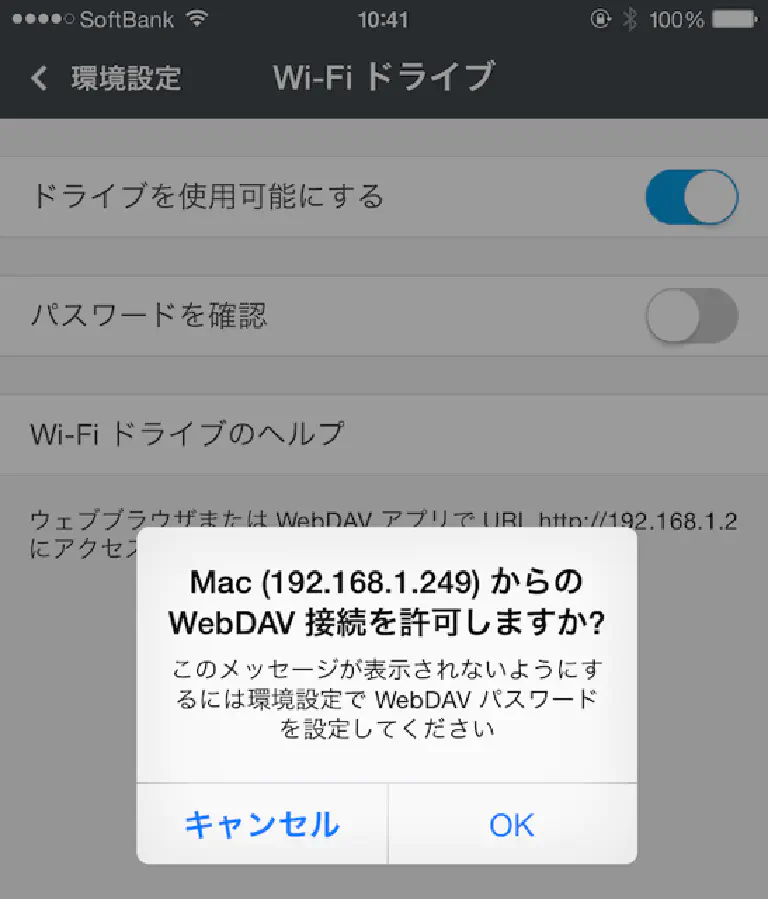 SoftBank 10:41 100%
環境設定 Wi-Fi ドライブ
ドライブを使用可能にする
パスワードを確認
Wi-Fi ドライブのヘルプ
ウェブブラウザまたは WebDAV アプリで URL http://192.168.1.2
にアクセス
Mac (192.168.1.249) からの
WebDAV 接続を許可しますか?
このメッセージが表示されないようにす
るには環境設定で WebDAV パスワード
を設定してください
キャンセル OK